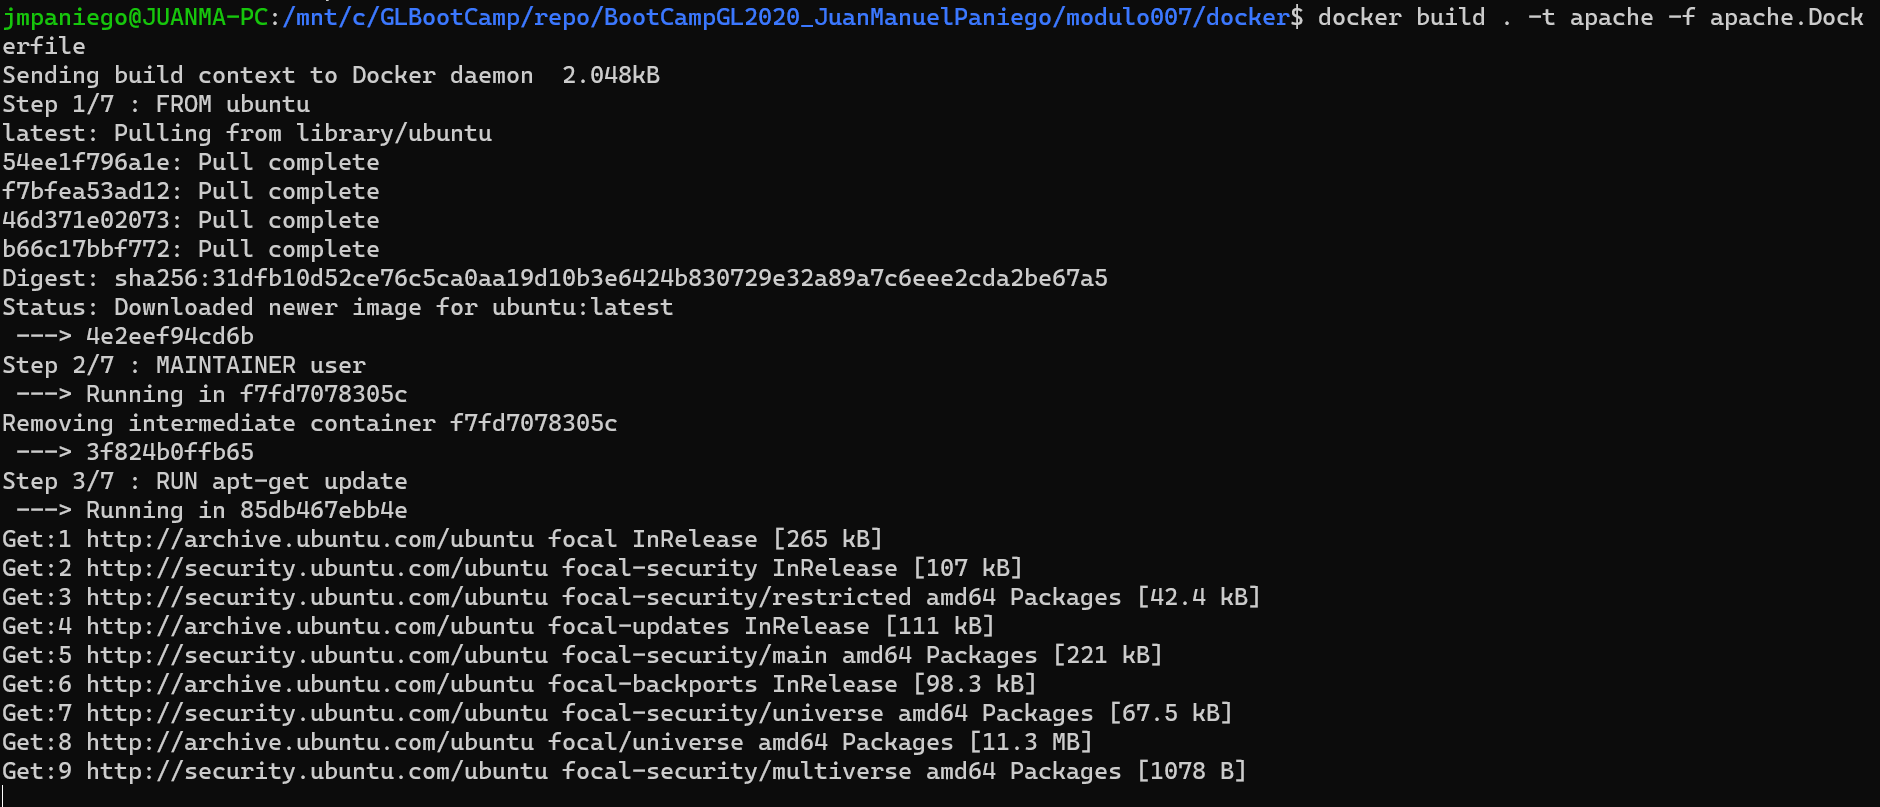 jmpaniego@JUANMA-PC:/mnt/c/GLBootCamp/repo/BootCampGL2020_JuanManuelPaniego/modulo007/docker$ docker build . -t apache -f apache.Dock
erfile
Sending build context to Docker daemon  2.048kB
Step 1/7 : FROM ubuntu
latest: Pulling from library/ubuntu
54ee1f796a1e: Pull complete
f7bfea53ad12: Pull complete
46d371e02073: Pull complete
b66c17bbf772: Pull complete
Digest: sha256:31dfb10d52ce76c5ca0aa19d10b3e6424b830729e32a89a7c6eee2cda2be67a5
Status: Downloaded newer image for ubuntu:latest
 ---> 4e2eef94cd6b
Step 2/7 : MAINTAINER user
 ---> Running in f7fd7078305c
Removing intermediate container f7fd7078305c
 ---> 3f824b0ffb65
Step 3/7 : RUN apt-get update
 ---> Running in 85db467ebb4e
Get:1 http://archive.ubuntu.com/ubuntu focal InRelease [265 kB]
Get:2 http://security.ubuntu.com/ubuntu focal-security InRelease [107 kB]
Get:3 http://security.ubuntu.com/ubuntu focal-security/restricted amd64 Packages [42.4 kB]
Get:4 http://archive.ubuntu.com/ubuntu focal-updates InRelease [111 kB]
Get:5 http://security.ubuntu.com/ubuntu focal-security/main amd64 Packages [221 kB]
Get:6 http://archive.ubuntu.com/ubuntu focal-backports InRelease [98.3 kB]
Get:7 http://security.ubuntu.com/ubuntu focal-security/universe amd64 Packages [67.5 kB]
Get:8 http://archive.ubuntu.com/ubuntu focal/universe amd64 Packages [11.3 MB]
Get:9 http://security.ubuntu.com/ubuntu focal-security/multiverse amd64 Packages [1078 B]